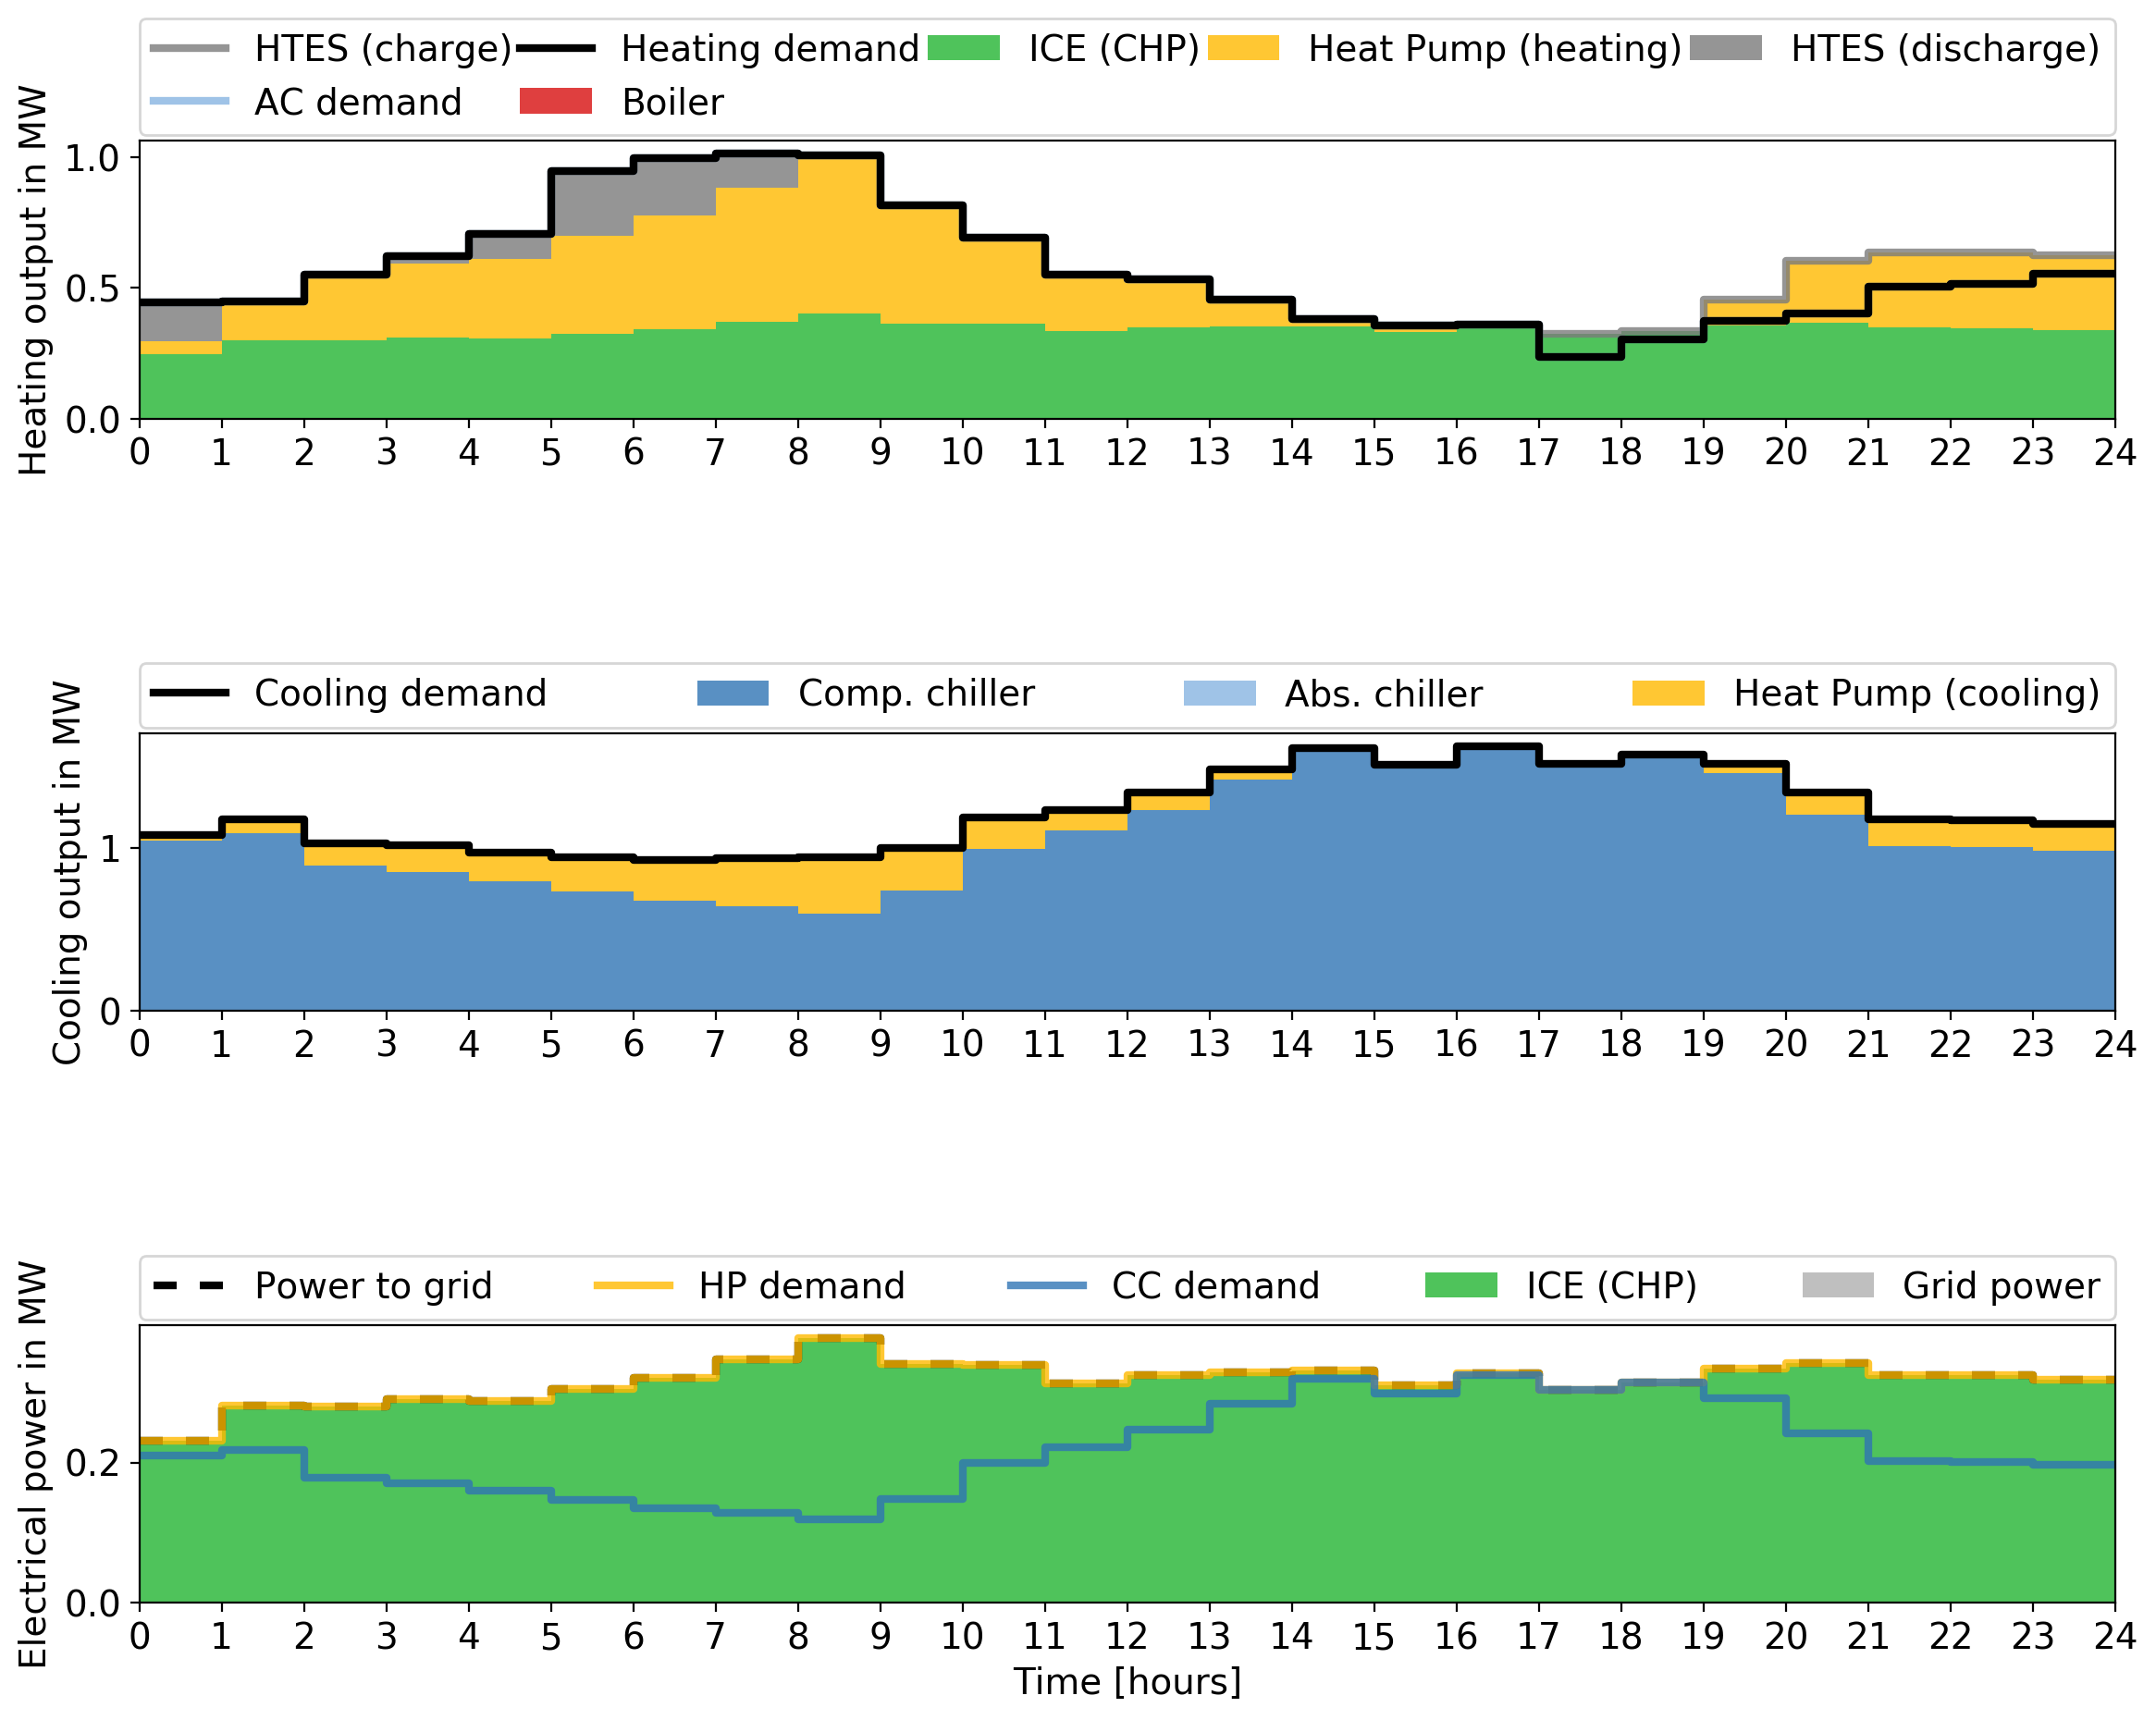 HTES (charge) Heating demand ICE (CHP) Heat Pump (heating) HTES (discharge)
AC demand Boiler
Heating output in MW
1.0
0.5
0.0
0 1 2 3 4 5 6 7 8 9 10 11 12 13 14 15 16 17 18 19 20 21 22 23 24
Cooling demand Comp. chiller Abs. chiller Heat Pump (cooling)
Cooling output in MW
1
0
0 1 2 3 4 5 6 7 8 9 10 11 12 13 14 15 16 17 18 19 20 21 22 23 24
Power to grid HP demand CC demand ICE (CHP) Grid power
Electrical power in MW
0.2
0.0
0 1 2 3 4 5 6 7 8 9 10 11 12 13 14 15 16 17 18 19 20 21 22 23 24
Time [hours]